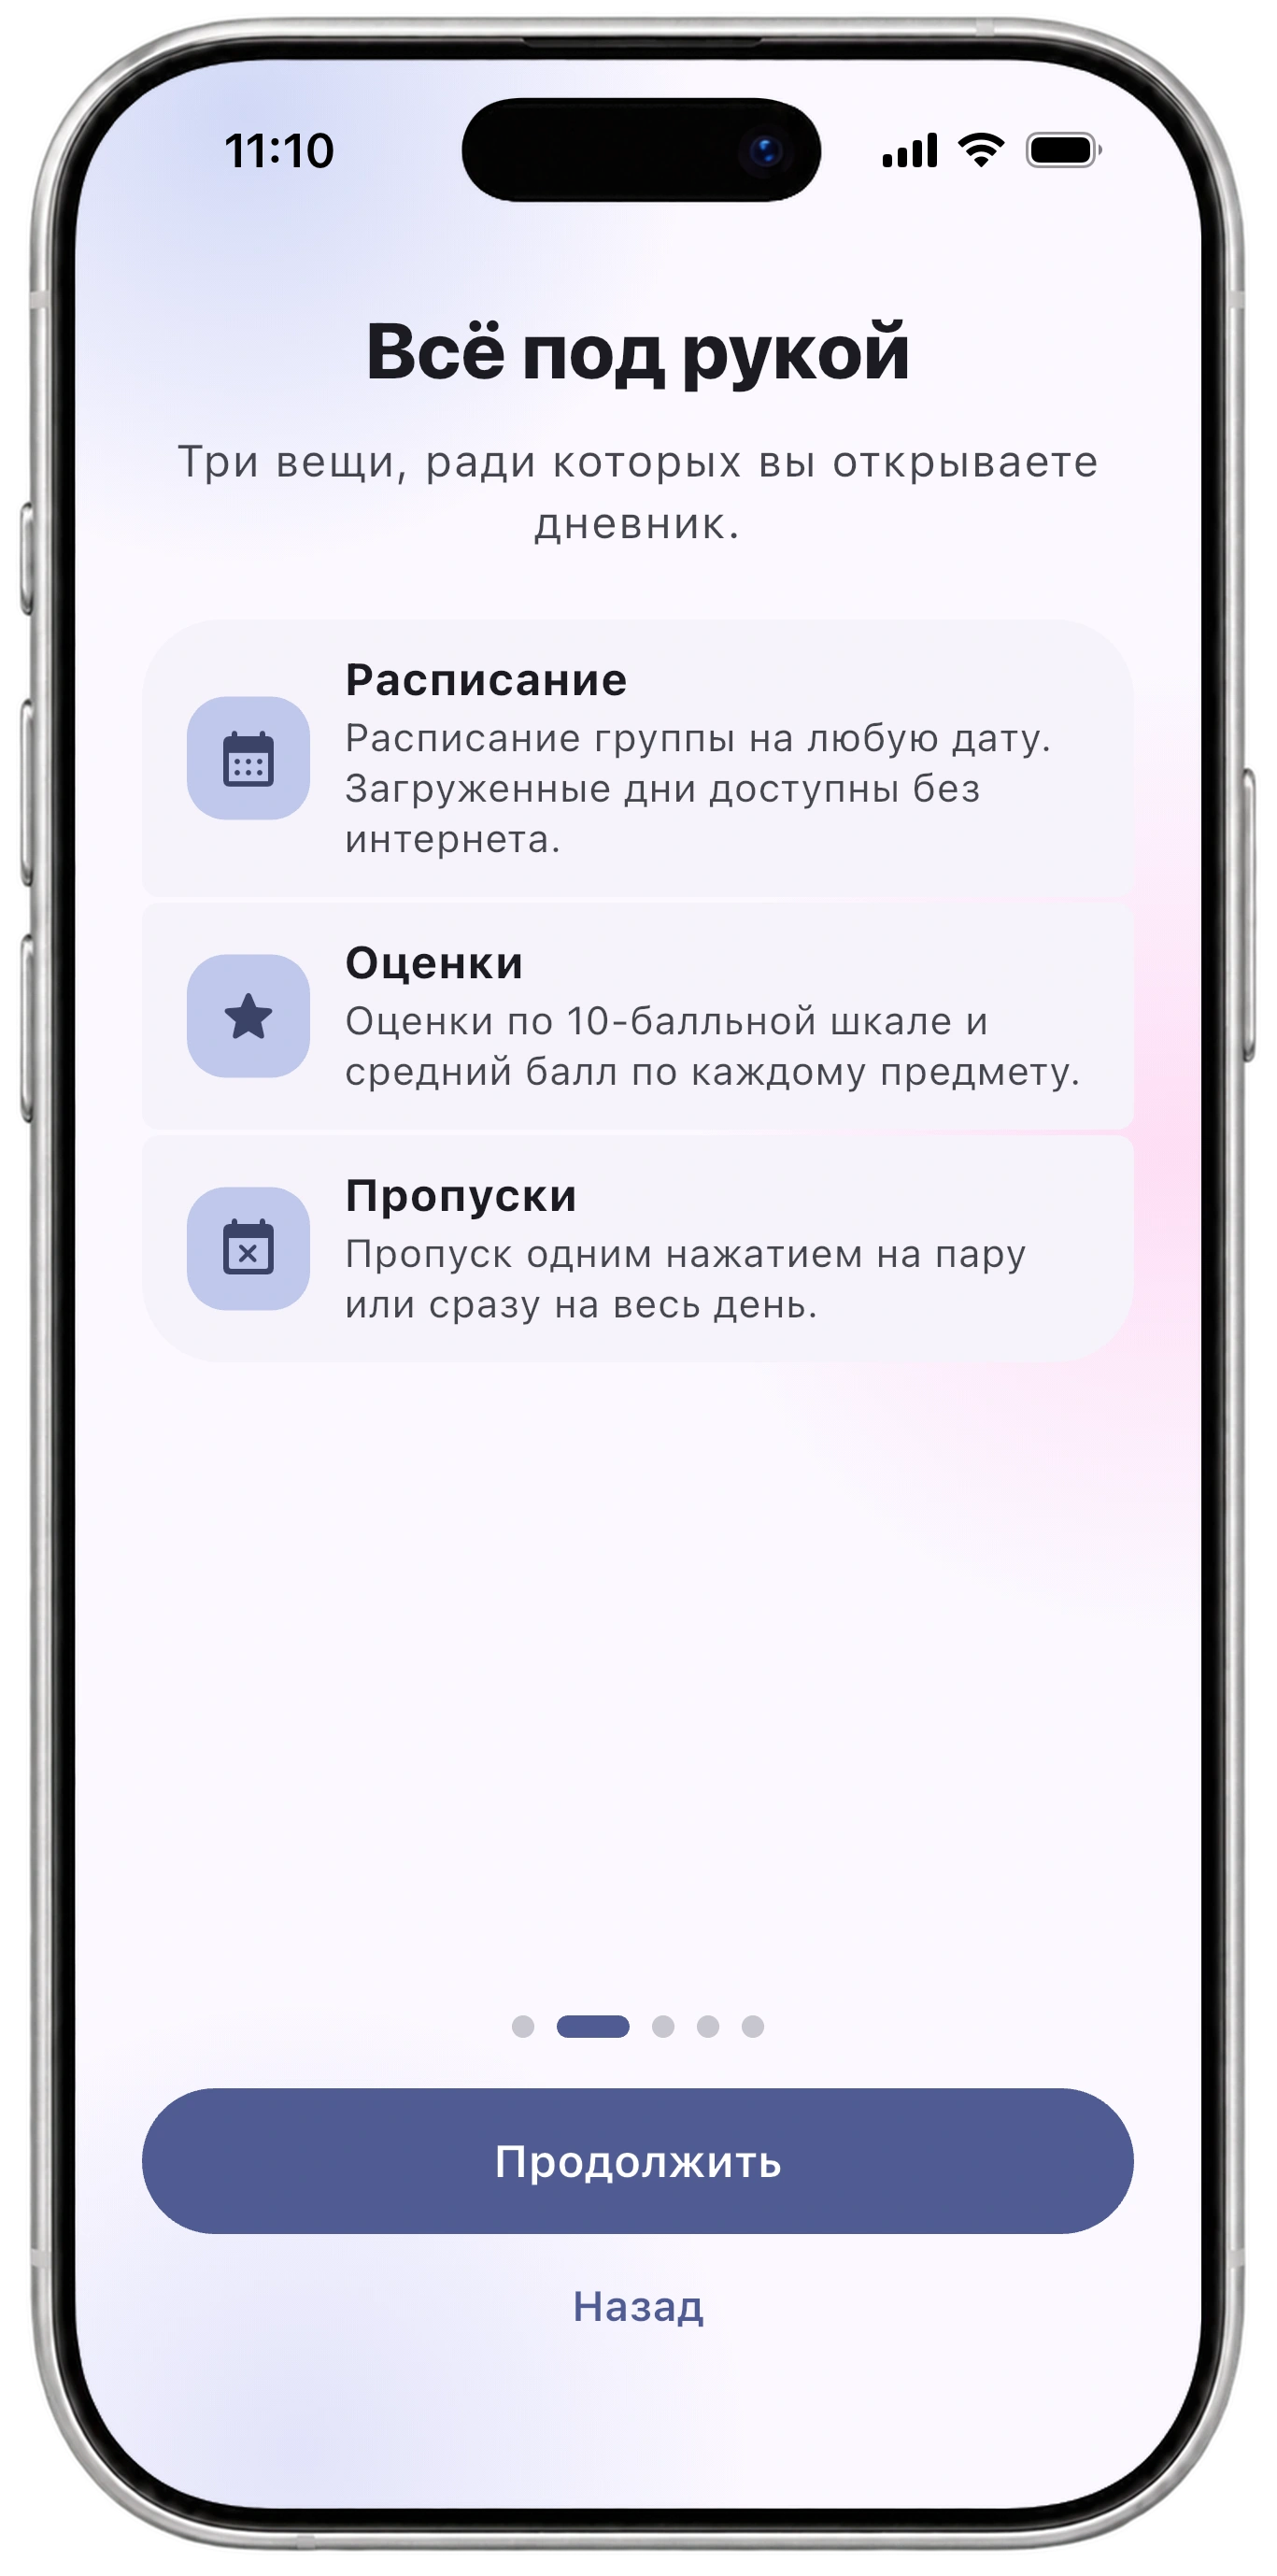 11:10
Всё под рукой
Три вещи, ради которых вы открываете
дневник.
Расписание
Расписание группы на любую дату.
Загруженные дни доступны без
интернета.
Оценки
Оценки по 10-балльной шкале и
средний балл по каждому предмету.
Пропуски
Пропуск одним нажатием на пару
или сразу на весь день.
Продолжить
Назад